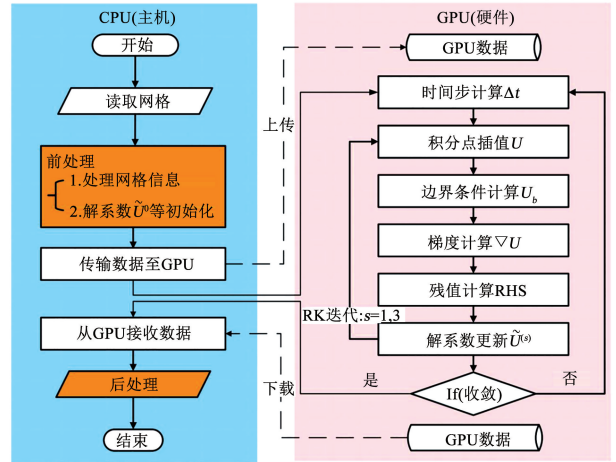 CPU(主机)
开始
读取网格
前处理
1.处理网格信息
2.解系数Ũ⁰等初始化
传输数据至GPU
从GPU接收数据
后处理
结束
上传
下载
GPU(硬件)
GPU数据
时间步计算Δt
积分点插值U
边界条件计算U_b
梯度计算▽U
残值计算RHS
RK迭代:s=1,3
解系数更新Ũ⁽ˢ⁾
是
If(收敛)
否
GPU数据